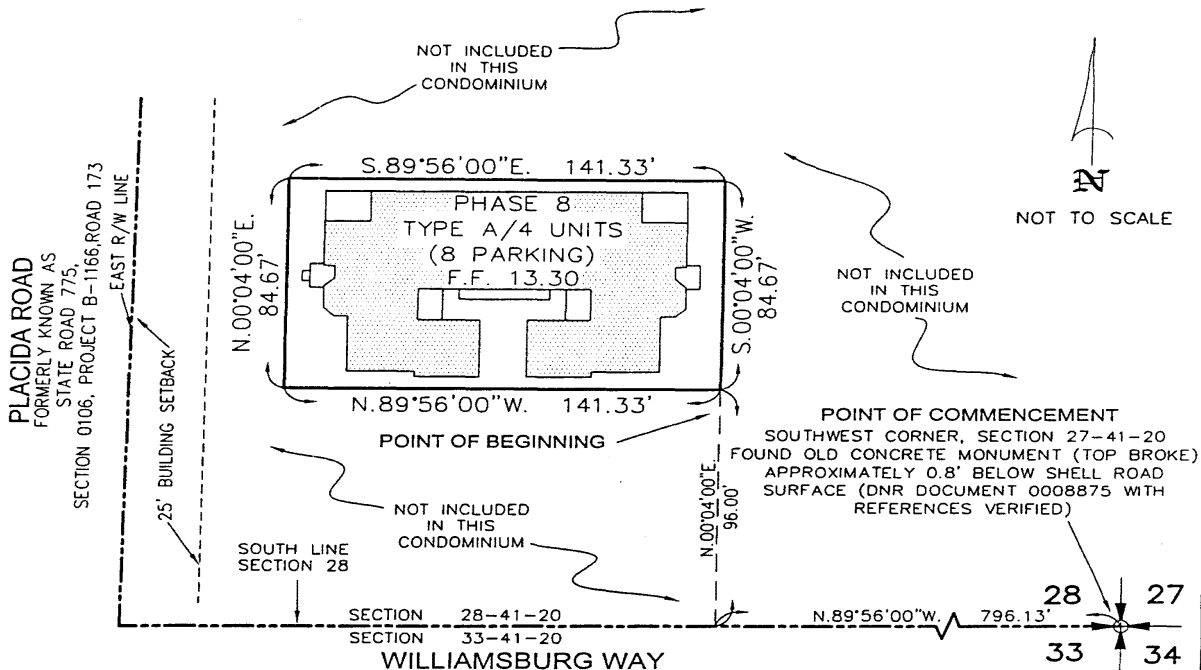 NOT INCLUDED
IN THIS
CONDOMINIUM
S.89°56'00"E. 141.33'
PHASE 8
TYPE A/4 UNITS
(8 PARKING)
F.F. 13.30
N.00°04'00"E.
84.67'
S.00°04'00"W.
84.67'
N.89°56'00"W. 141.33'
N
NOT TO SCALE
NOT INCLUDED
IN THIS
CONDOMINIUM
PLACIDA ROAD
FORMERLY KNOWN AS
STATE ROAD 775,
SECTION 0106, PROJECT B-1166,ROAD 173
EAST R/W LINE
25' BUILDING SETBACK
POINT OF BEGINNING
POINT OF COMMENCEMENT
SOUTHWEST CORNER, SECTION 27-41-20
FOUND OLD CONCRETE MONUMENT (TOP BROKE)
APPROXIMATELY 0.8' BELOW SHELL ROAD
SURFACE (DNR DOCUMENT 0008875 WITH
REFERENCES VERIFIED)
N.00°04'00"E.
96.00'
NOT INCLUDED
IN THIS
CONDOMINIUM
SOUTH LINE
SECTION 28
SECTION 28-41-20
SECTION 33-41-20
WILLIAMSBURG WAY
N.89°56'00"W. 796.13'
28 27
33 34